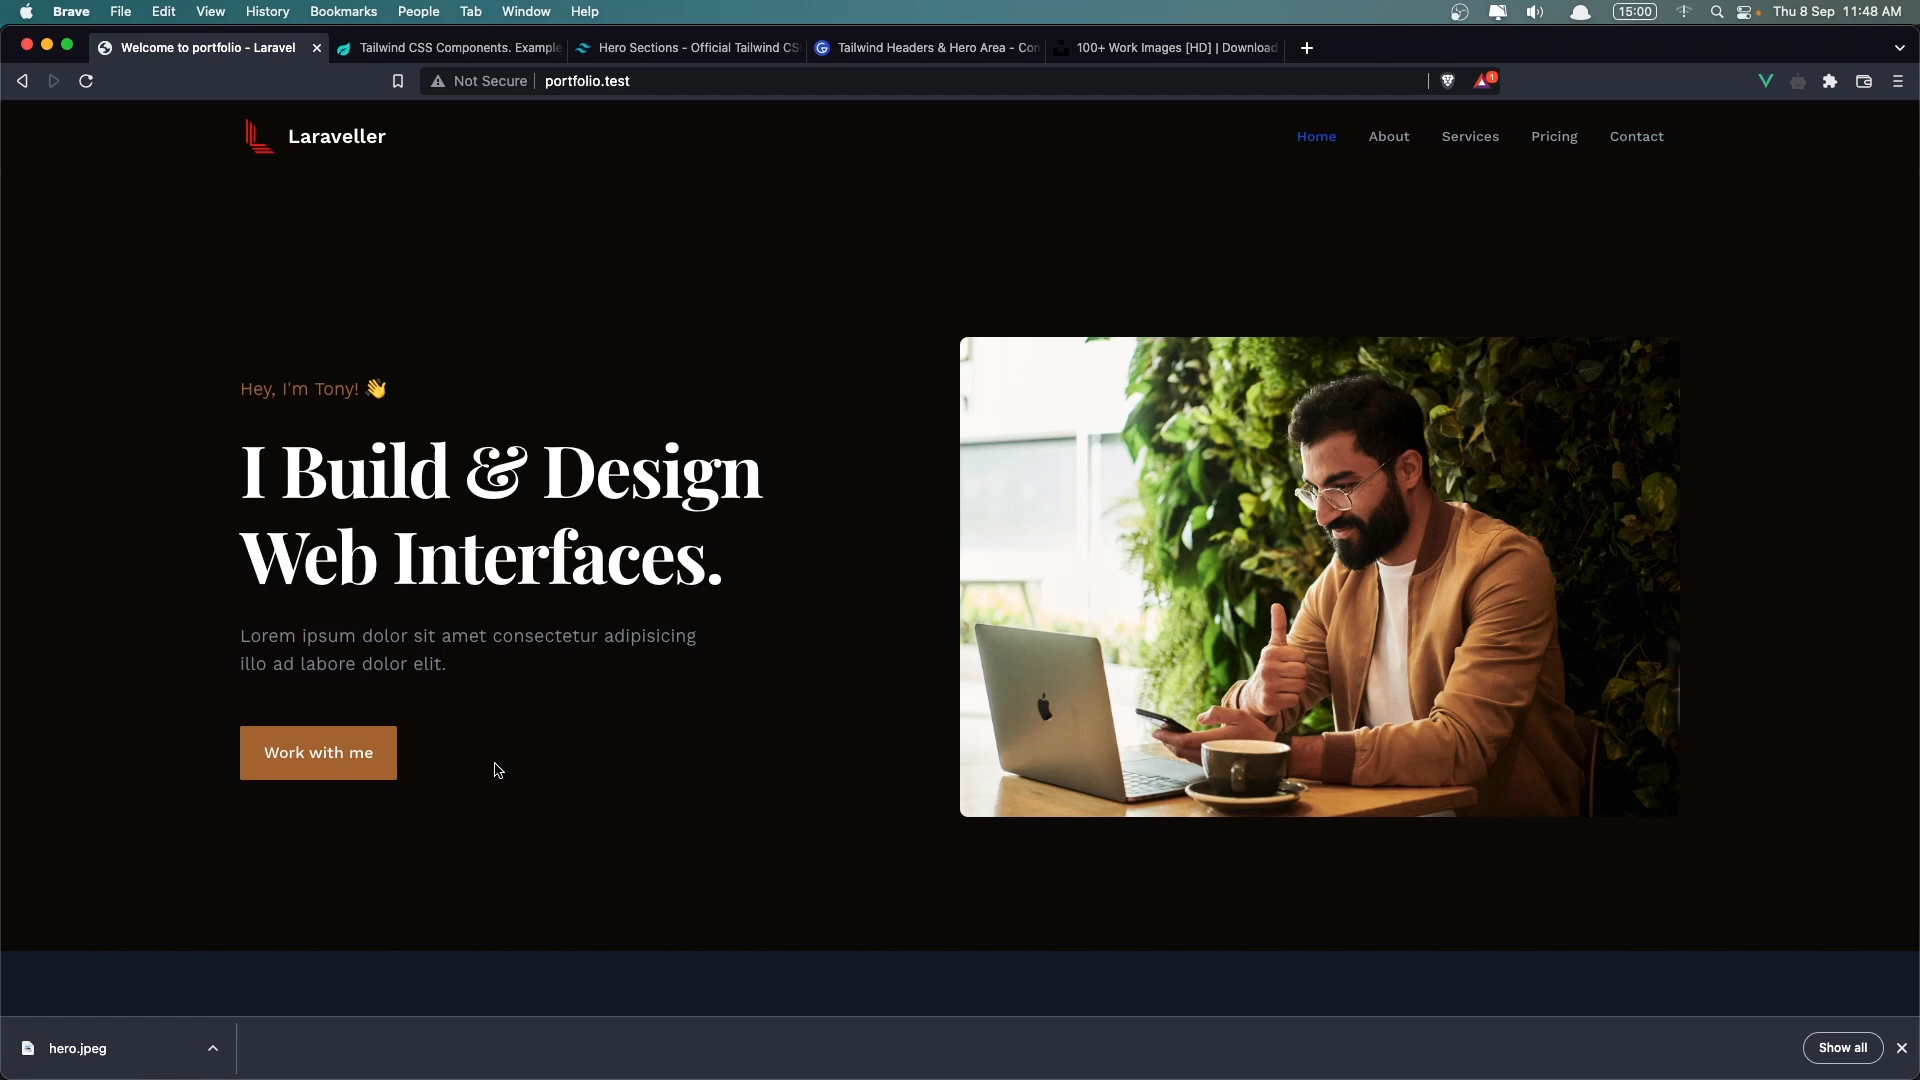 Brave File Edit View History Bookmarks People Tab Window Help 15:00 Thu 8 Sep 11:48 AM
Welcome to portfolio - Laravel Tailwind CSS Components. Example Hero Sections - Official Tailwind CS Tailwind Headers & Hero Area - Con 100+ Work Images [HD] | Download
Not Secure portfolio.test 1
Laraveller Home About Services Pricing Contact
Hey, I'm Tony! 👋
I Build & Design
Web Interfaces.
Lorem ipsum dolor sit amet consectetur adipisicing
illo ad labore dolor elit.
Work with me
hero.jpeg Show all